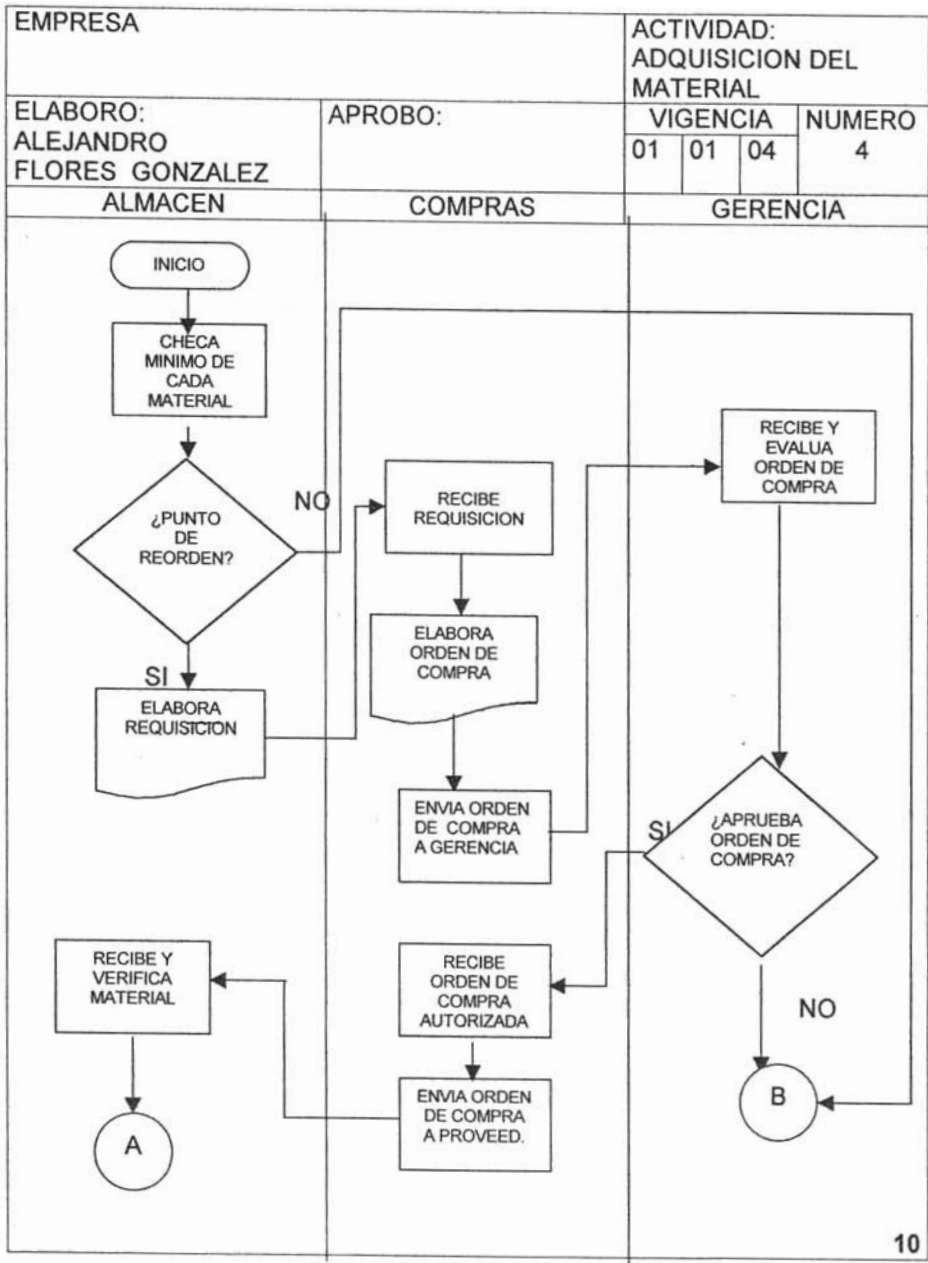 EMPRESA
ACTIVIDAD:
ADQUISICION DEL
MATERIAL
ELABORO:
ALEJANDRO
FLORES GONZALEZ
APROBO:
VIGENCIA
01 01 04
NUMERO
4
ALMACEN
COMPRAS
GERENCIA
INICIO
CHECA
MINIMO DE
CADA
MATERIAL
¿PUNTO
DE
REORDEN?
NO
SI
ELABORA
REQUISICION
RECIBE
REQUISICION
ELABORA
ORDEN DE
COMPRA
ENVIA ORDEN
DE COMPRA
A GERENCIA
RECIBE Y
EVALUA
ORDEN DE
COMPRA
¿APRUEBA
ORDEN DE
COMPRA?
SI
NO
RECIBE
ORDEN DE
COMPRA
AUTORIZADA
ENVIA ORDEN
DE COMPRA
A PROVEED.
RECIBE Y
VERIFICA
MATERIAL
A
B
10